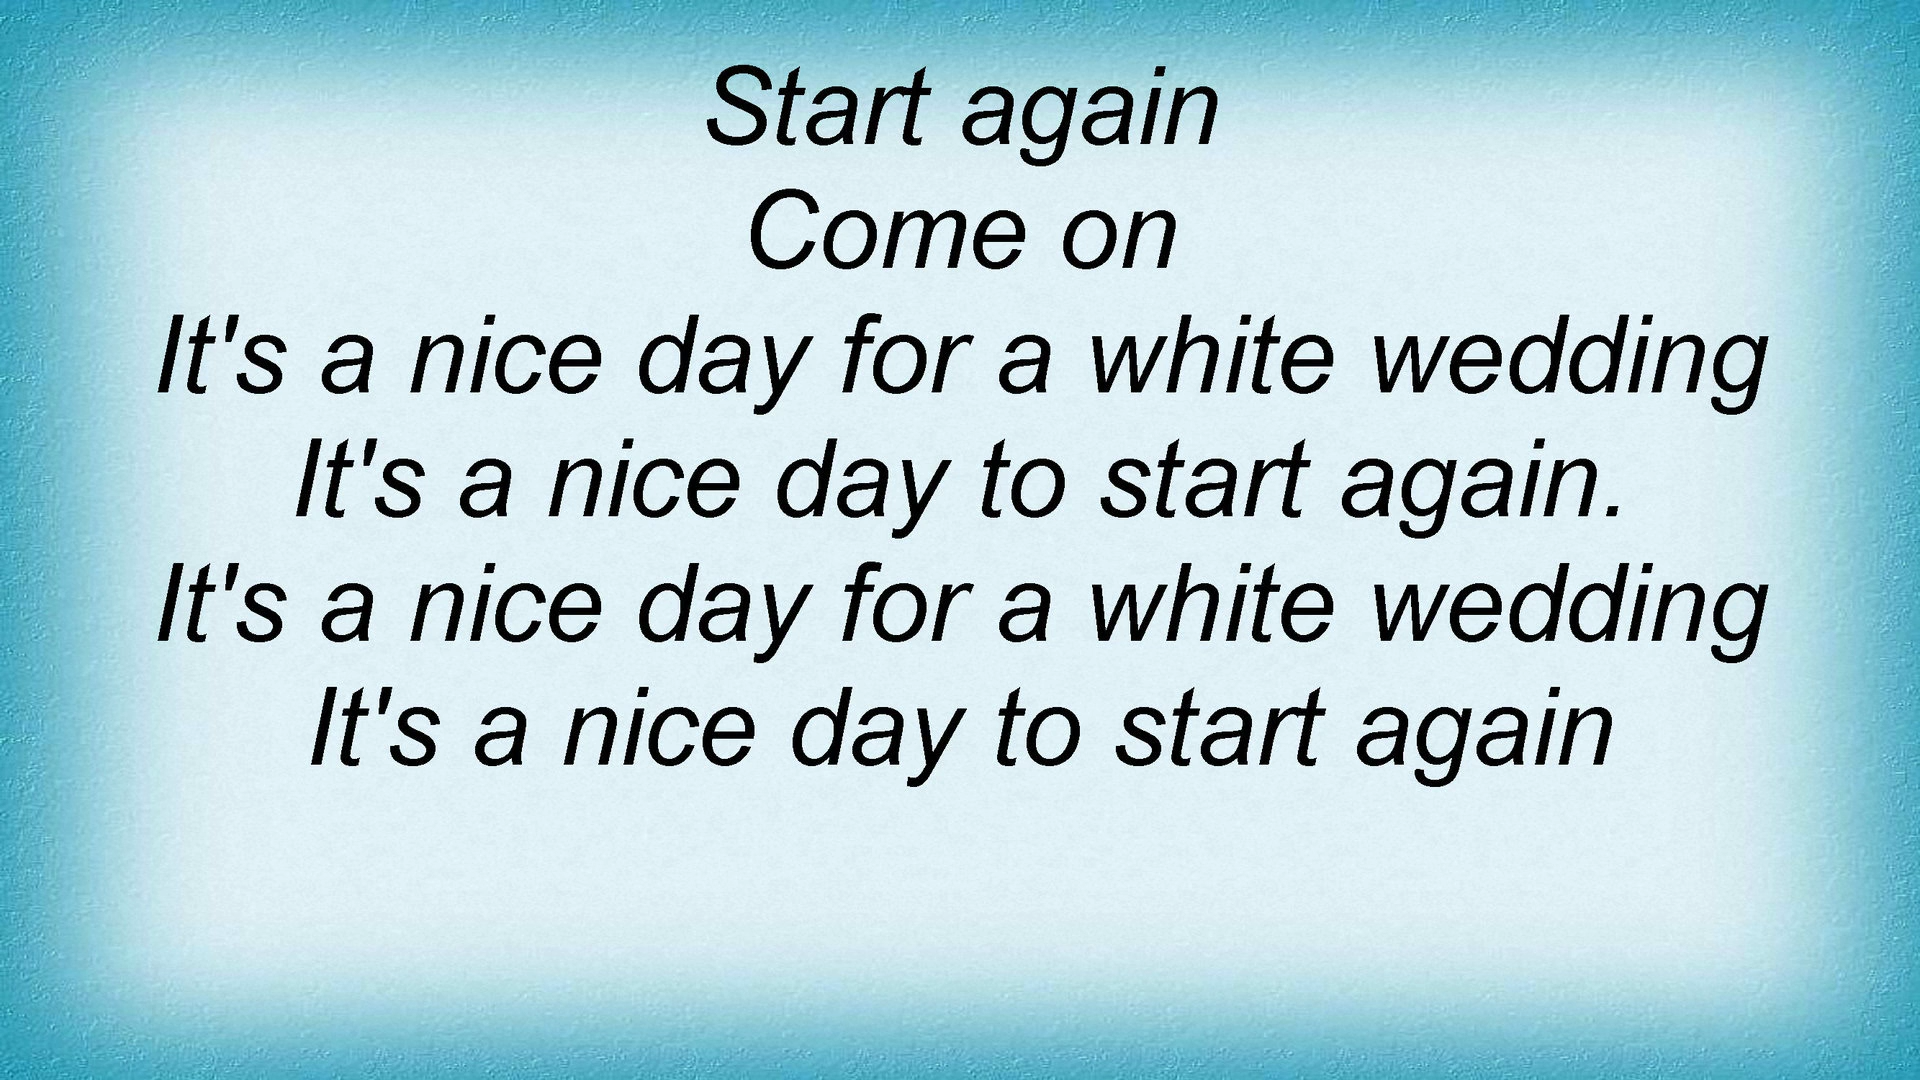 Start again
Come on
It's a nice day for a white wedding
It's a nice day to start again.
It's a nice day for a white wedding
It's a nice day to start again